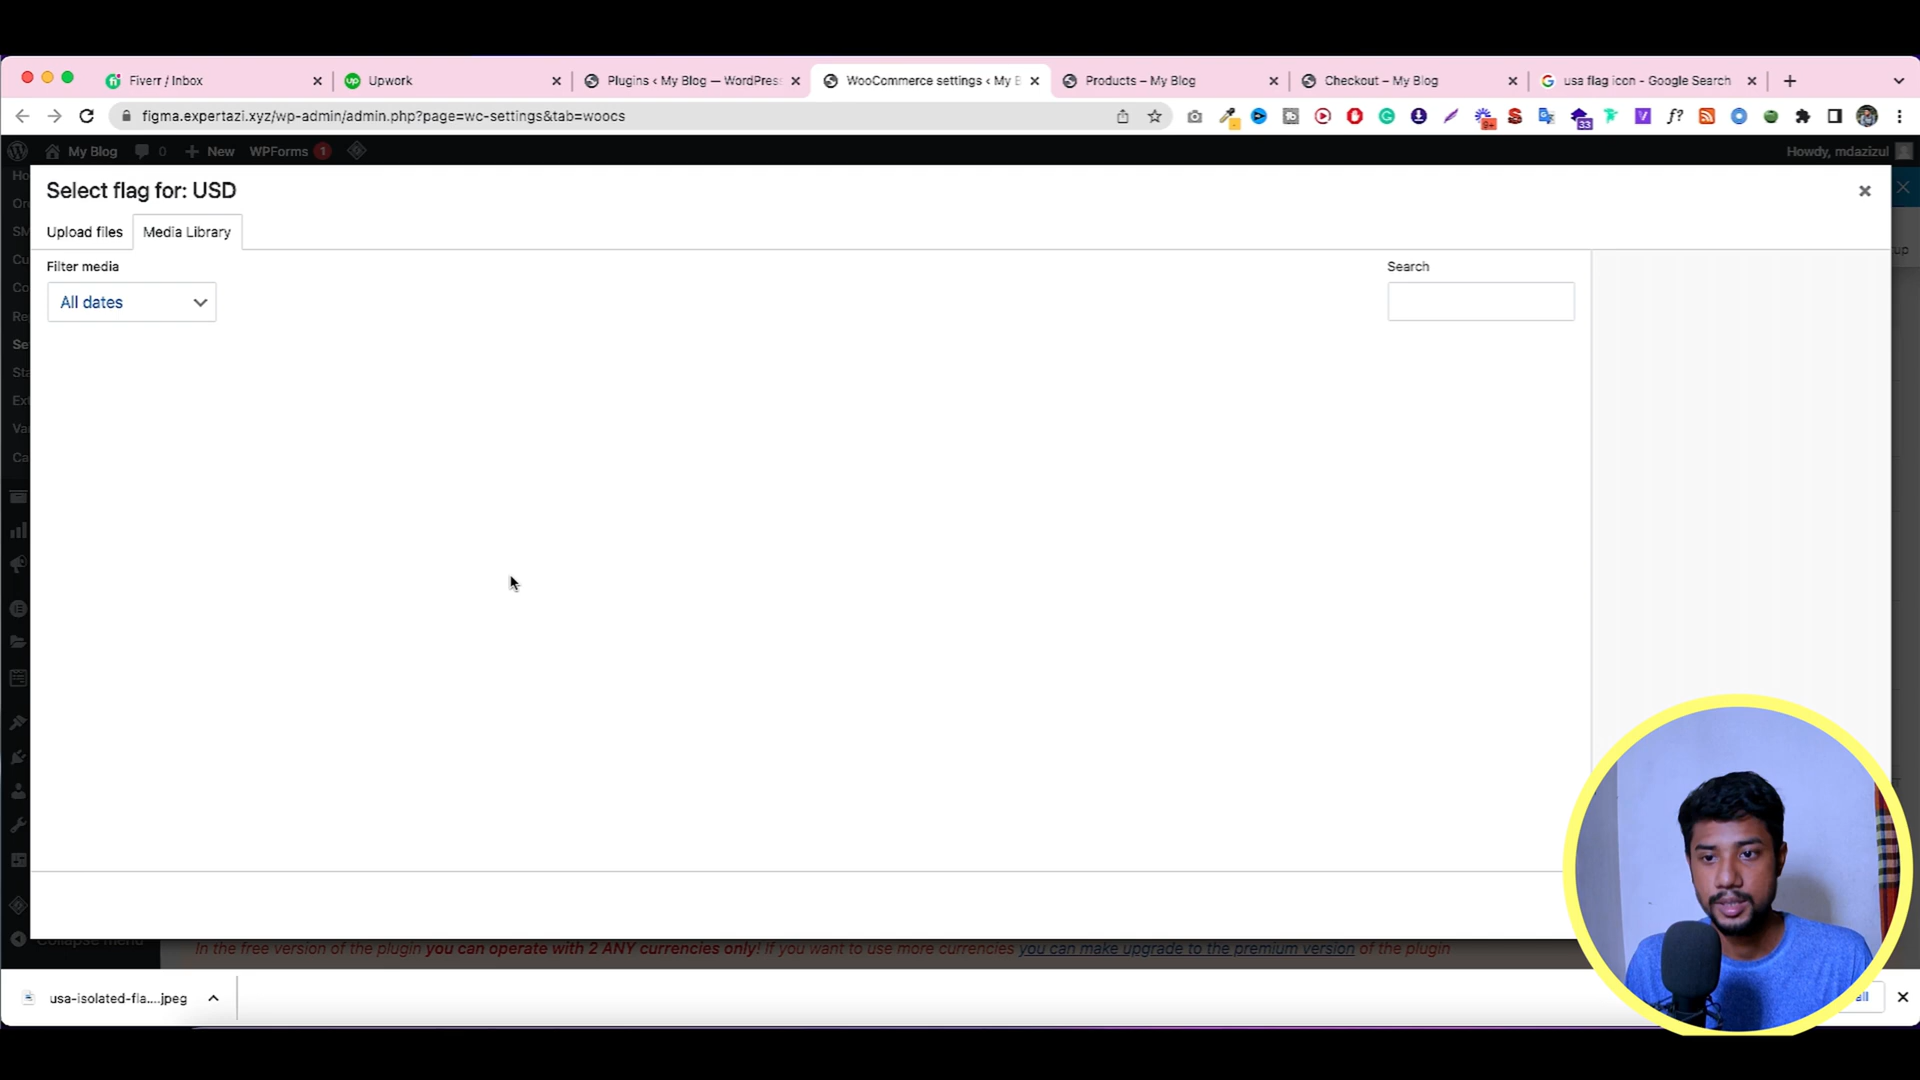 Fiverr / Inbox
Upwork
Plugins ‹ My Blog — WordPress
WooCommerce settings ‹ My B
Products – My Blog
Checkout – My Blog
usa flag icon - Google Search
figma.expertazi.xyz/wp-admin/admin.php?page=wc-settings&tab=woocs
My Blog
0
New
WPForms 1
Howdy, mdazizul
Select flag for: USD
Upload files
Media Library
Filter media
All dates
Search
Collapse menu
In the free version of the plugin you can operate with 2 ANY currencies only! If you want to use more currencies you can make upgrade to the premium version of the plugin
usa-isolated-fla....jpeg